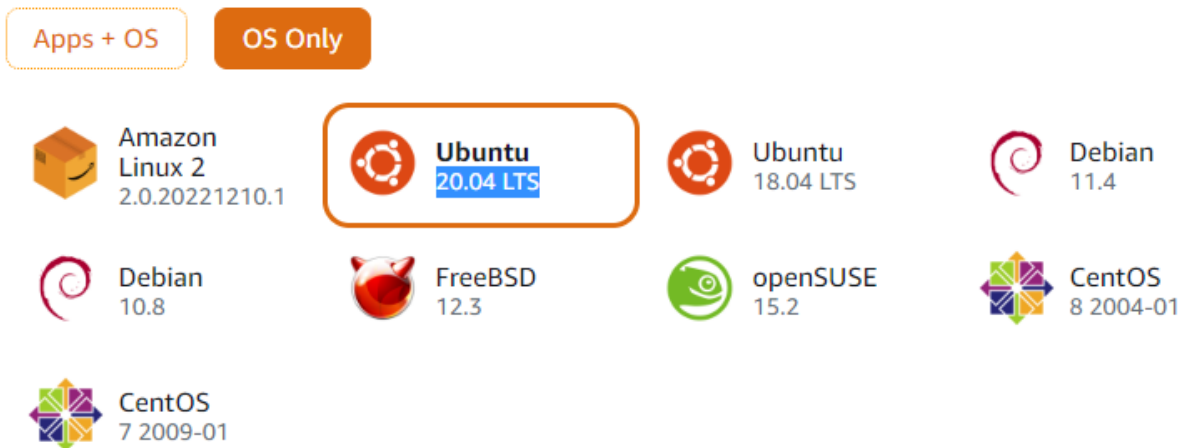 Apps + OS
OS Only
Amazon
Linux 2
2.0.20221210.1
Ubuntu
20.04 LTS
Ubuntu
18.04 LTS
Debian
11.4
Debian
10.8
FreeBSD
12.3
openSUSE
15.2
CentOS
8 2004-01
CentOS
7 2009-01